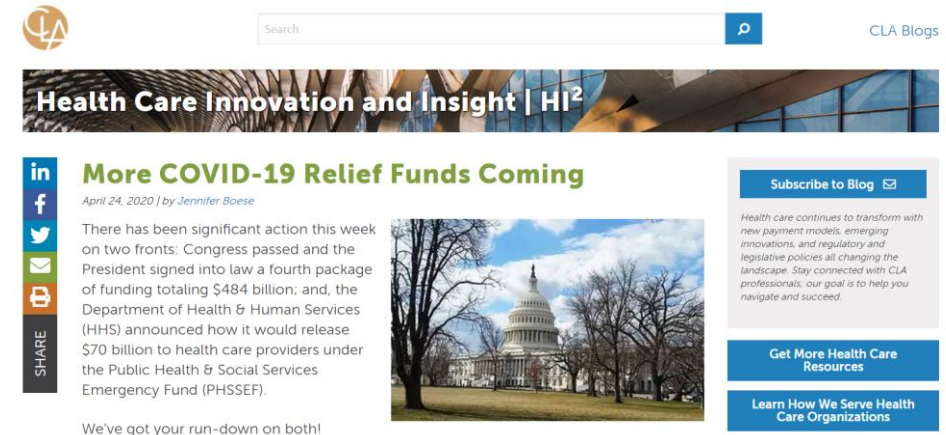 CLA
Search
CLA Blogs
Health Care Innovation and Insight | HI²
in
f
SHARE
More COVID-19 Relief Funds Coming
April 24, 2020 | by Jennifer Boese
There has been significant action this week
on two fronts: Congress passed and the
President signed into law a fourth package
of funding totaling $484 billion; and, the
Department of Health & Human Services
(HHS) announced how it would release
$70 billion to health care providers under
the Public Health & Social Services
Emergency Fund (PHSSEF).
We've got your run-down on both!
Subscribe to Blog
Health care continues to transform with
new payment models, emerging
innovations, and regulatory and
legislative policies all changing the
landscape. Stay connected with CLA
professionals; our goal is to help you
navigate and succeed.
Get More Health Care
Resources
Learn How We Serve Health
Care Organizations